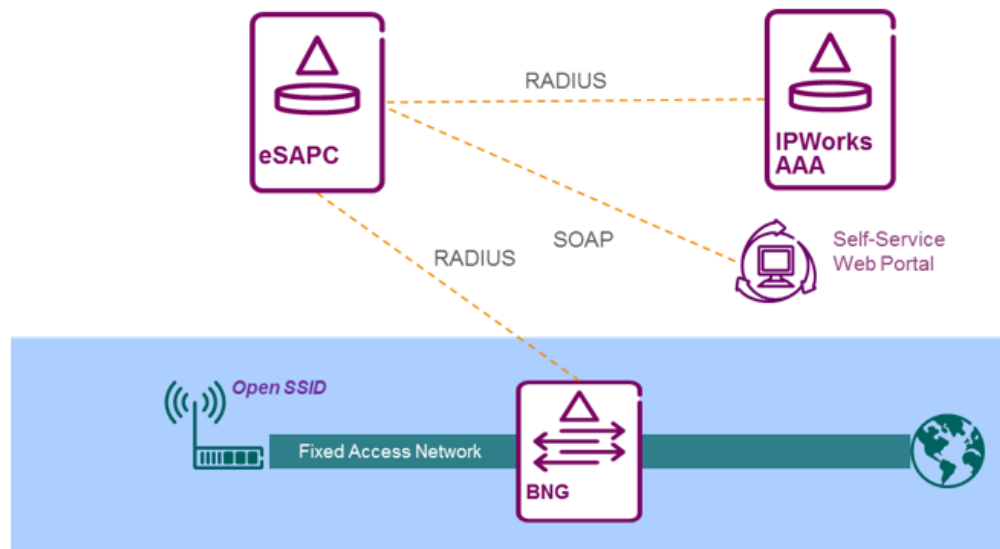 RADIUS
eSAPC
IPWorks
AAA
SOAP
Self-Service
Web Portal
RADIUS
Open SSID
Fixed Access Network
BNG